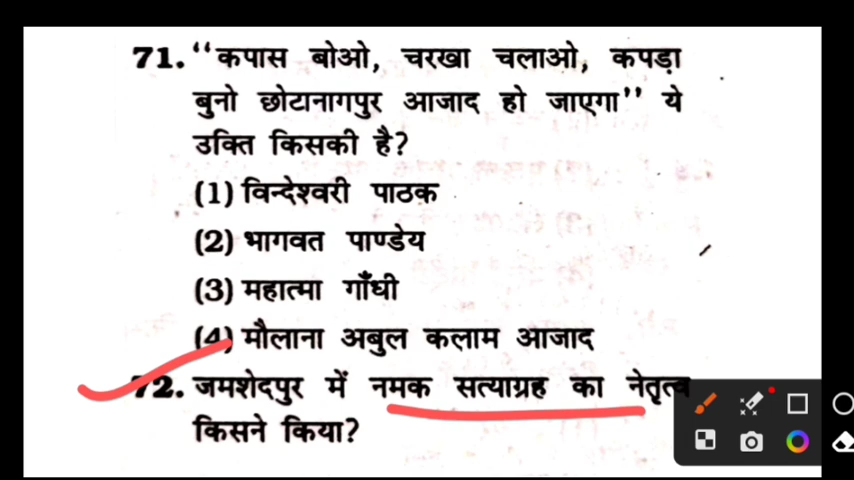 71. “कपास बोओ, चरखा चलाओ, कपड़ा
बुनो छोटानागपुर आजाद हो जाएगा” ये
उक्ति किसकी है?
(1) विन्देश्वरी पाठक
(2) भागवत पाण्डेय
(3) महात्मा गाँधी
(4) मौलाना अबुल कलाम आजाद
72. जमशेदपुर में नमक सत्याग्रह का नेतृत्व
किसने किया?